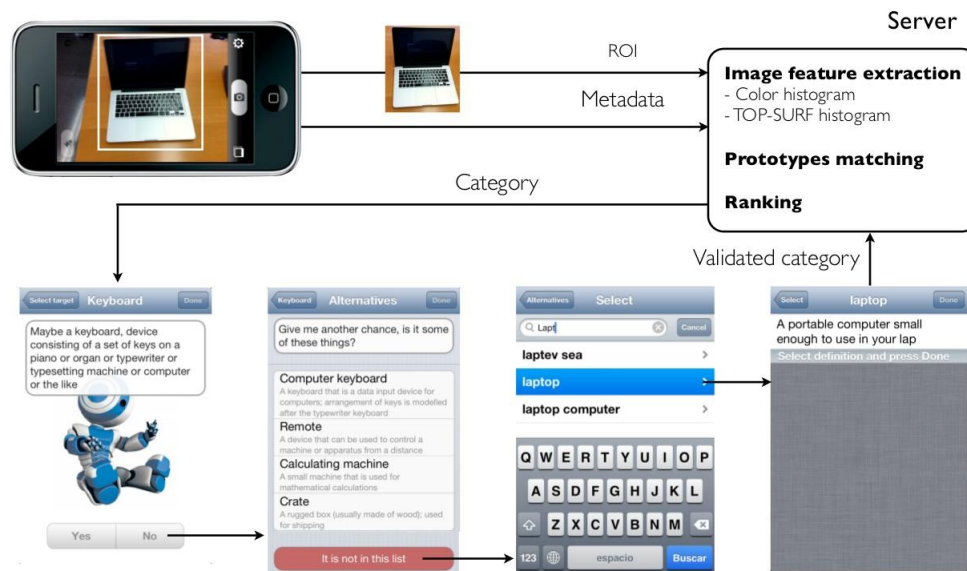 Server
ROI
Metadata
Image feature extraction
- Color histogram
- TOP-SURF histogram
Prototypes matching
Ranking
Category
Validated category
Select target
Keyboard
Done
Maybe a keyboard, device
consisting of a set of keys on a
piano or organ or typewriter or
typesetting machine or computer
or the like
Yes
No
Keyboard
Alternatives
Done
Give me another chance, is it some
of these things?
Computer keyboard
A keyboard that is a data input device for
computers; arrangement of keys is modelled
after the typewriter keyboard
Remote
A device that can be used to control a
machine or apparatus from a distance
Calculating machine
A small machine that is used for
mathematical calculations
Crate
A rugged box (usually made of wood); used
for shipping
It is not in this list
Alternatives
Select
Lapt
Cancel
laptev sea
laptop
laptop computer
Q W E R T Y U I O P
A S D F G H J K L
Z X C V B N M
123
espacio
Buscar
Select
laptop
Done
A portable computer small
enough to use in your lap
Select definition and press Done